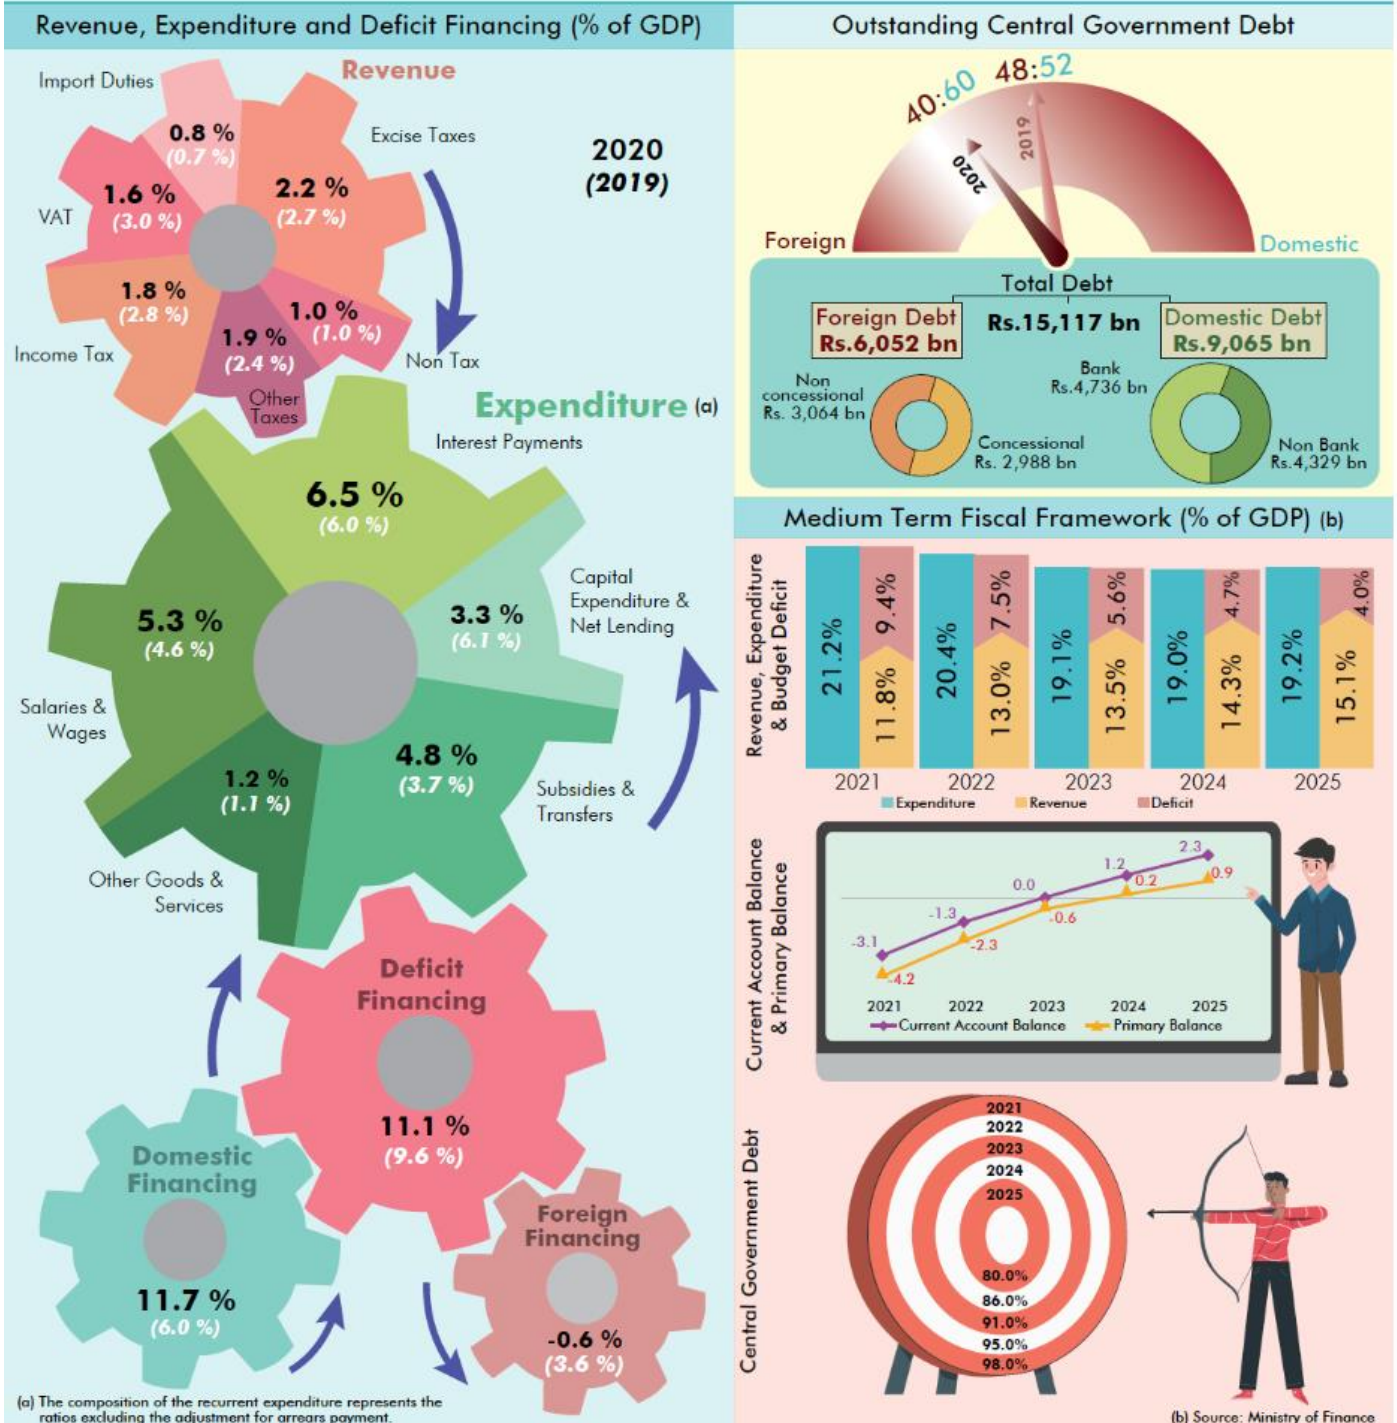 Revenue, Expenditure and Deficit Financing (% of GDP)
Import Duties
Revenue
0.8 %
(0.7 %)
Excise Taxes
2020
(2019)
1.6 %
(3.0 %)
VAT
2.2 %
(2.7 %)
1.8 %
(2.8 %)
1.0 %
(1.0 %)
1.9 %
(2.4 %)
Income Tax
Non Tax
Other
Taxes
Expenditure (a)
Interest Payments
6.5 %
(6.0 %)
Capital
Expenditure &
Net Lending
3.3 %
(6.1 %)
5.3 %
(4.6 %)
Salaries &
Wages
4.8 %
(3.7 %)
1.2 %
(1.1 %)
Subsidies &
Transfers
Other Goods &
Services
Deficit
Financing
11.1 %
(9.6 %)
Domestic
Financing
11.7 %
(6.0 %)
Foreign
Financing
-0.6 %
(3.6 %)
(a) The composition of the recurrent expenditure represents the
ratios excluding the adjustment for arrears payment.
Outstanding Central Government Debt
40:60
48:52
2019
2020
Foreign
Domestic
Total Debt
Rs.15,117 bn
Foreign Debt
Rs.6,052 bn
Domestic Debt
Rs.9,065 bn
Non
concessional
Rs. 3,064 bn
Concessional
Rs. 2,988 bn
Bank
Rs.4,736 bn
Non Bank
Rs.4,329 bn
Medium Term Fiscal Framework (% of GDP) (b)
Revenue, Expenditure
& Budget Deficit
21.2%
9.4%
11.8%
20.4%
7.5%
13.0%
19.1%
5.6%
13.5%
19.0%
4.7%
14.3%
19.2%
4.0%
15.1%
2021 2022 2023 2024 2025
Expenditure Revenue Deficit
Current Account Balance
& Primary Balance
-3.1
-1.3
0.0
1.2
2.3
-4.2
-2.3
-0.6
0.2
0.9
2021 2022 2023 2024 2025
Current Account Balance Primary Balance
Central Government Debt
2021
2022
2023
2024
2025
80.0%
86.0%
91.0%
95.0%
98.0%
(b) Source: Ministry of Finance